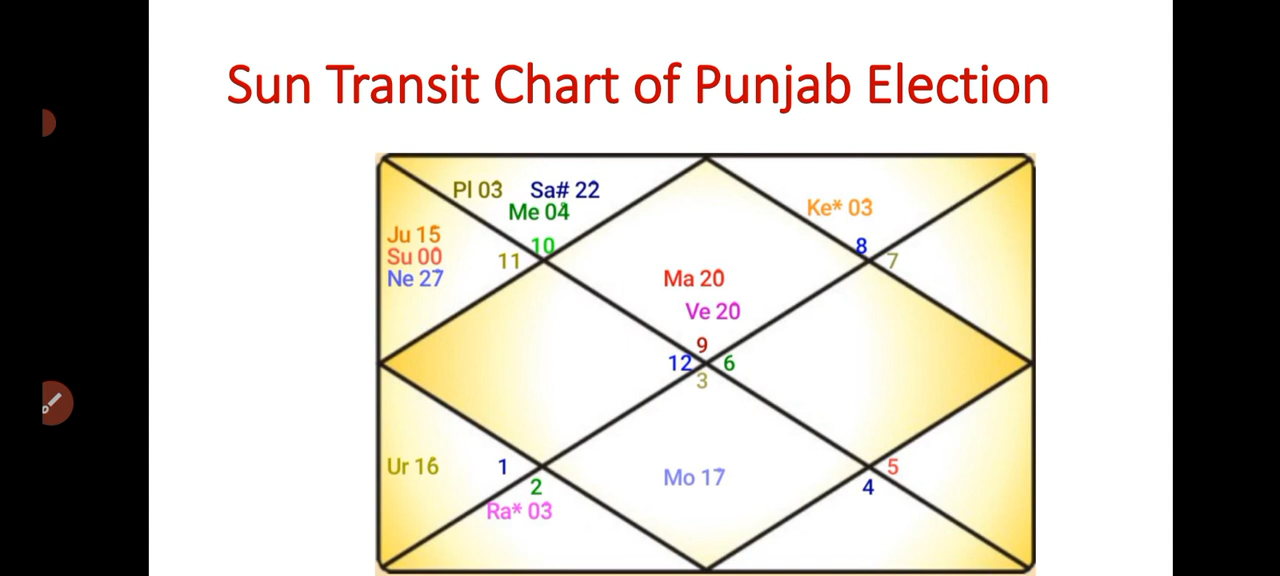 Sun Transit Chart of Punjab Election
Pl 03 Sa# 22
Me 04
Ke* 03
Ju 15
Su 00
Ne 27
10
11
8
7
Ma 20
Ve 20
9
12 6
3
Ur 16
1
2
Ra* 03
Mo 17
5
4